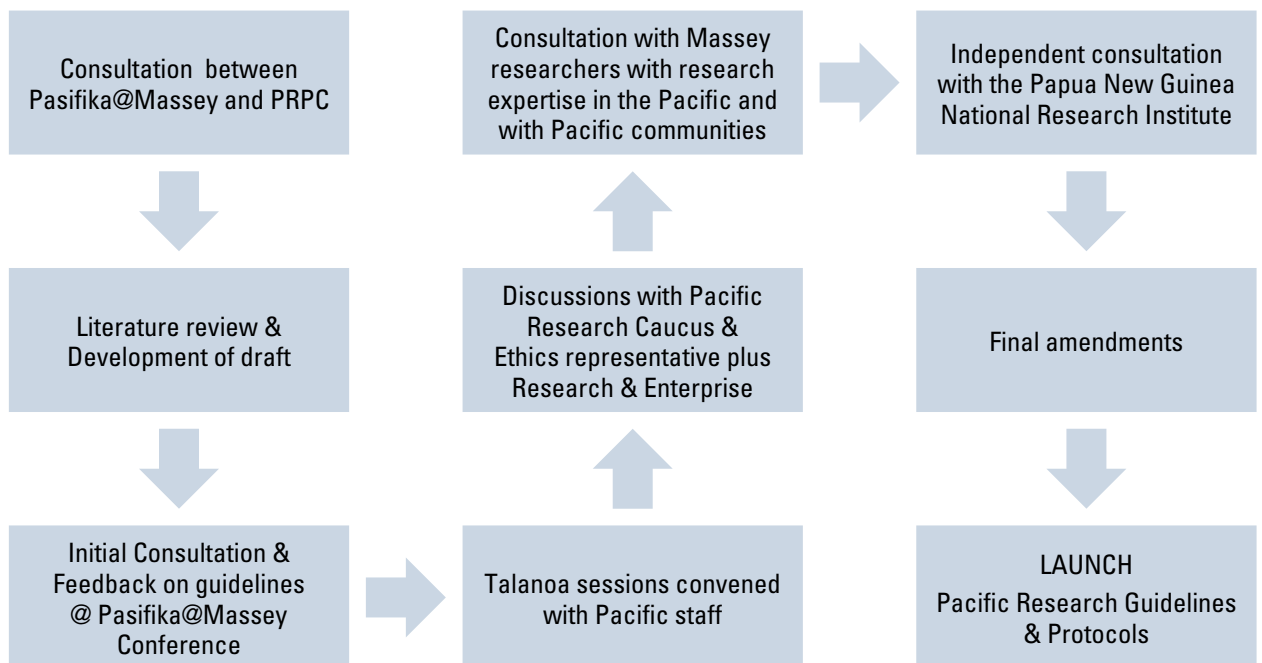 Consultation between
Pasifika@Massey and PRPC
Literature review &
Development of draft
Initial Consultation &
Feedback on guidelines
@ Pasifika@Massey
Conference
Talanoa sessions convened
with Pacific staff
Discussions with Pacific
Research Caucus &
Ethics representative plus
Research & Enterprise
Consultation with Massey
researchers with research
expertise in the Pacific and
with Pacific communities
Independent consultation
with the Papua New Guinea
National Research Institute
Final amendments
LAUNCH
Pacific Research Guidelines
& Protocols